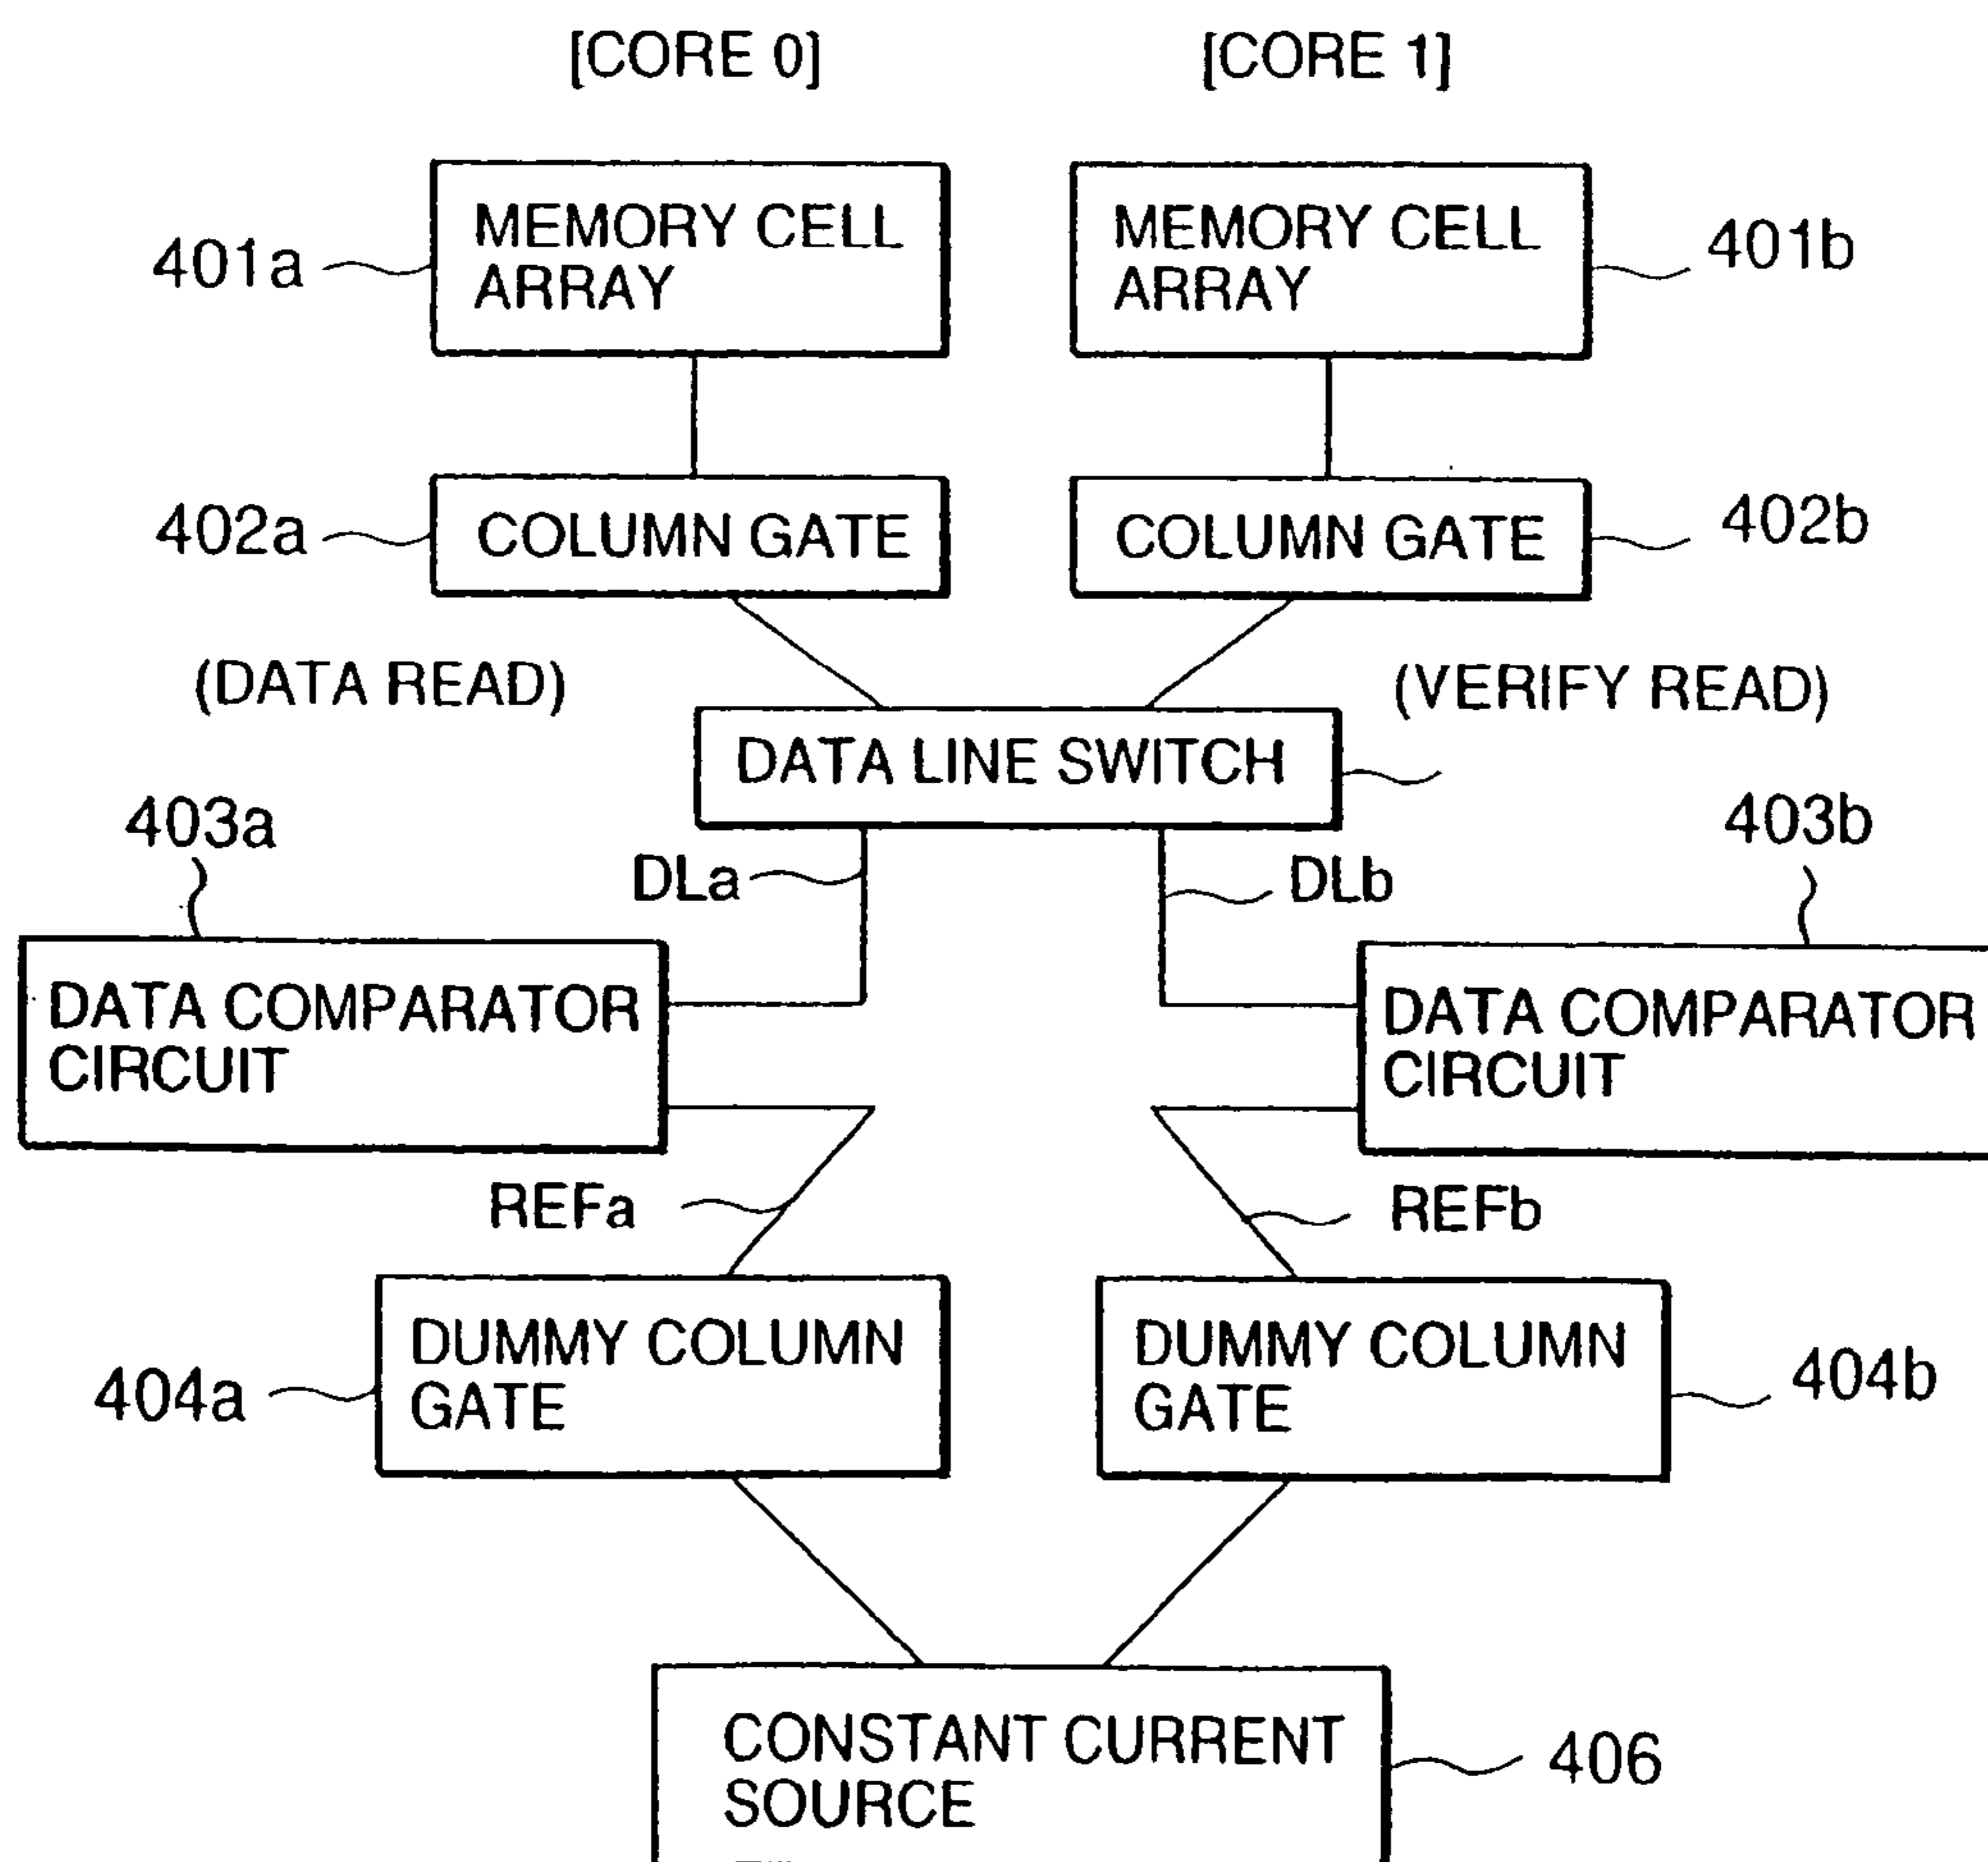 [CORE 0]
[CORE 1]
MEMORY CELL
ARRAY
MEMORY CELL
ARRAY
401a
401b
COLUMN GATE
COLUMN GATE
402a
402b
(DATA READ)
(VERIFY READ)
DATA LINE SWITCH
403a
403b
DLa
DLb
DATA COMPARATOR
CIRCUIT
DATA COMPARATOR
CIRCUIT
REFa
REFb
DUMMY COLUMN
GATE
DUMMY COLUMN
GATE
404a
404b
CONSTANT CURRENT
SOURCE
406